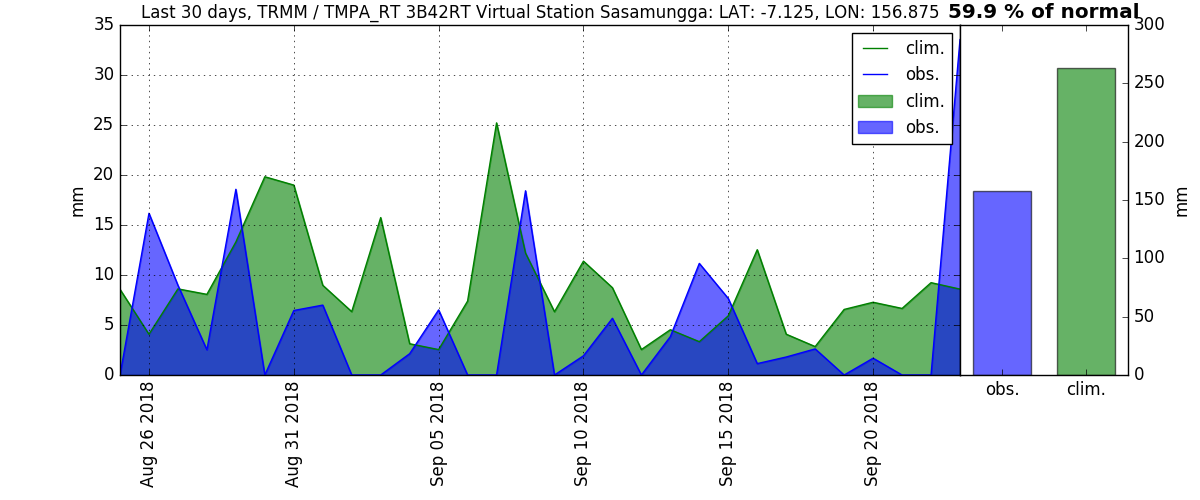 Last 30 days, TRMM / TMPA_RT 3B42RT Virtual Station Sasamungga: LAT: -7.125, LON: 156.875 59.9 % of normal
35
30
25
20
15
10
5
0
mm
clim.
obs.
clim.
obs.
300
250
200
150
100
50
0
mm
obs.
clim.
Aug 26 2018
Aug 31 2018
Sep 05 2018
Sep 10 2018
Sep 15 2018
Sep 20 2018